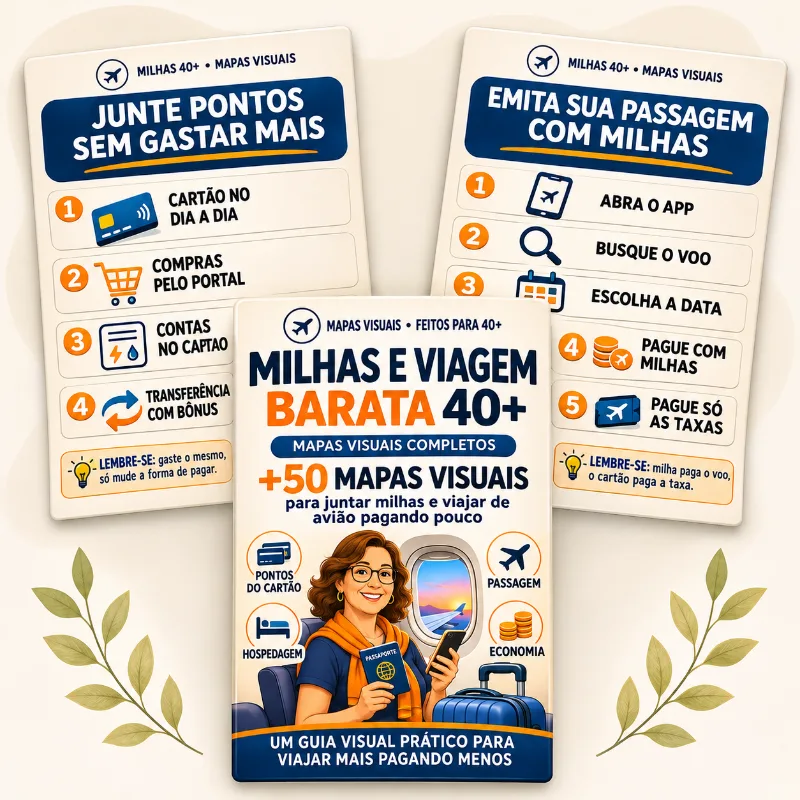 MILHAS 40+ • MAPAS VISUAIS
JUNTE PONTOS
SEM GASTAR MAIS
1
CARTÃO NO
DIA A DIA
2
COMPRAS
PELO PORTAL
3
CONTAS
NO CAPTAO
4
TRANSFERÊNCIA
COM BÔNUS
LEMBRE-SE: gaste o mesmo,
só mude a forma de pagar.
MILHAS 40+ • MAPAS VISUAIS
EMITA SUA PASSAGEM
COM MILHAS
1
ABRA O APP
2
BUSQUE O VOO
3
ESCOLHA A DATA
4
PAGUE COM
MILHAS
5
PAGUE SÓ
AS TAXAS
LEMBRE-SE: milha paga o voo,
o cartão paga a taxa.
MAPAS VISUAIS • FEITOS PARA 40+
MILHAS E VIAGEM
BARATA 40+
MAPAS VISUAIS COMPLETOS
+50 MAPAS VISUAIS
para juntar milhas e viajar de
avião pagando pouco
PONTOS
DO CARTÃO
PASSAGEM
HOSPEDAGEM
ECONOMIA
PASSAPORTE
UM GUIA VISUAL PRÁTICO PARA
VIAJAR MAIS PAGANDO MENOS